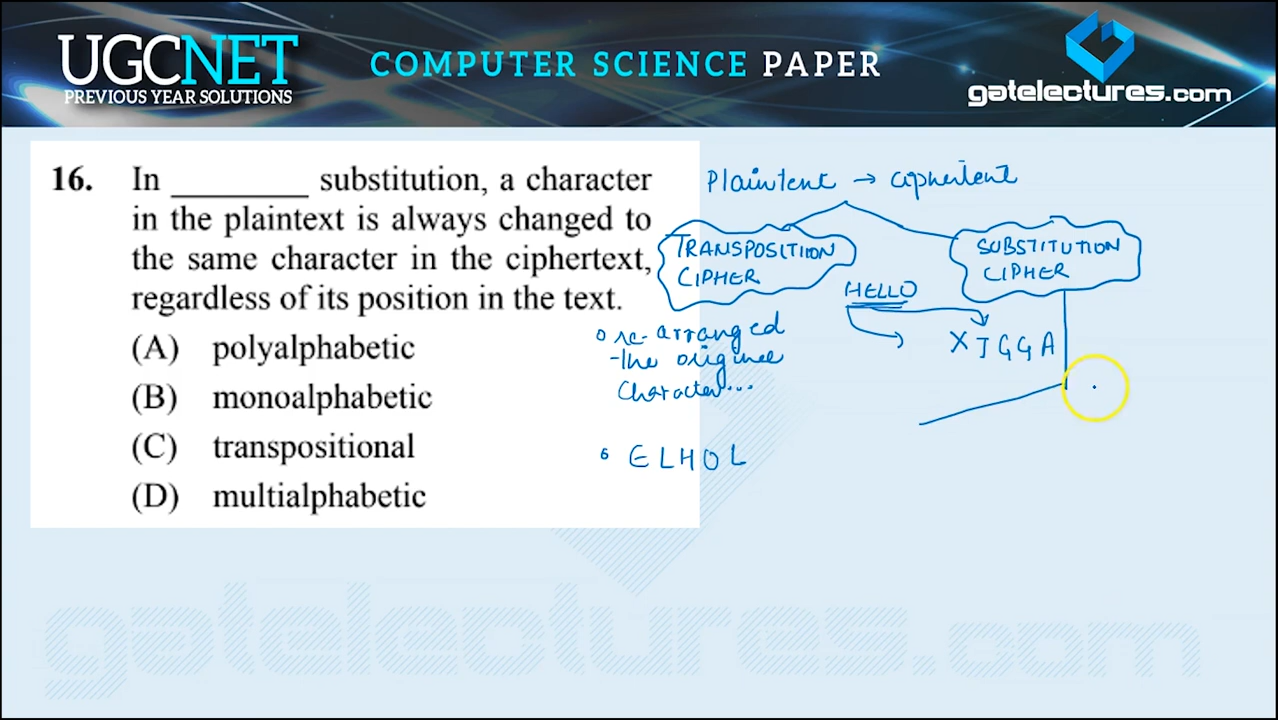 UGCNET
PREVIOUS YEAR SOLUTIONS
COMPUTER SCIENCE PAPER
gatelectures.com
16. In ________ substitution, a character
in the plaintext is always changed to
the same character in the ciphertext,
regardless of its position in the text.
(A) polyalphabetic
(B) monoalphabetic
(C) transpositional
(D) multialphabetic
Plaintext → ciphertext
TRANSPOSITION
CIPHER
SUBSTITUTION
CIPHER
HELLO
re-arranged
the original
character...
XJGGA
ELHOL
gatelectures.com